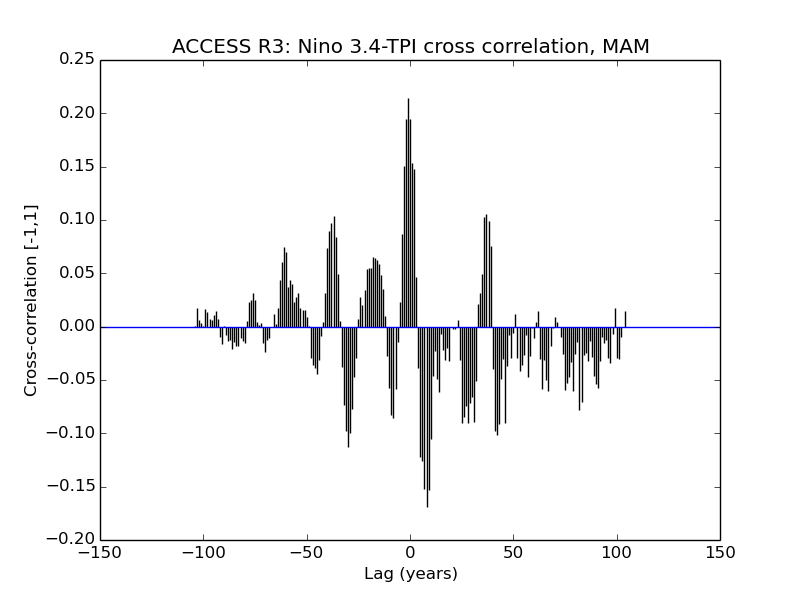 ACCESS R3: Nino 3.4-TPI cross correlation, MAM
0.25
0.20
0.15
0.10
0.05
0.00
−0.05
−0.10
−0.15
−0.20
Cross-correlation [-1,1]
−150 −100 −50 0 50 100 150
Lag (years)